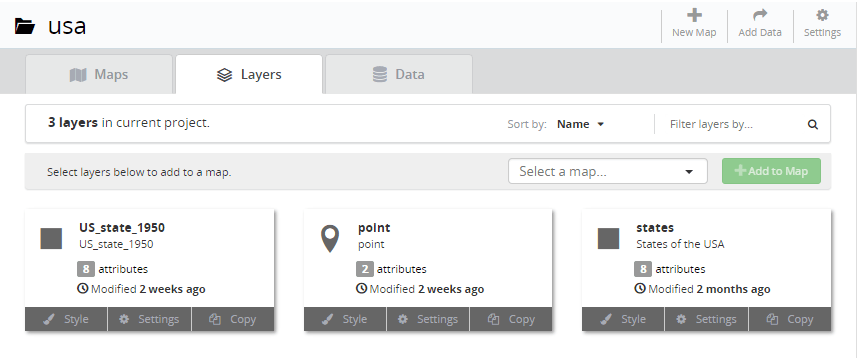 usa
New Map Add Data Settings
Maps Layers Data
3 layers in current project. Sort by: Name Filter layers by...
Select layers below to add to a map. Select a map... Add to Map
US_state_1950
US_state_1950
8 attributes
Modified 2 weeks ago
Style Settings Copy
point
point
2 attributes
Modified 2 weeks ago
Style Settings Copy
states
States of the USA
8 attributes
Modified 2 months ago
Style Settings Copy